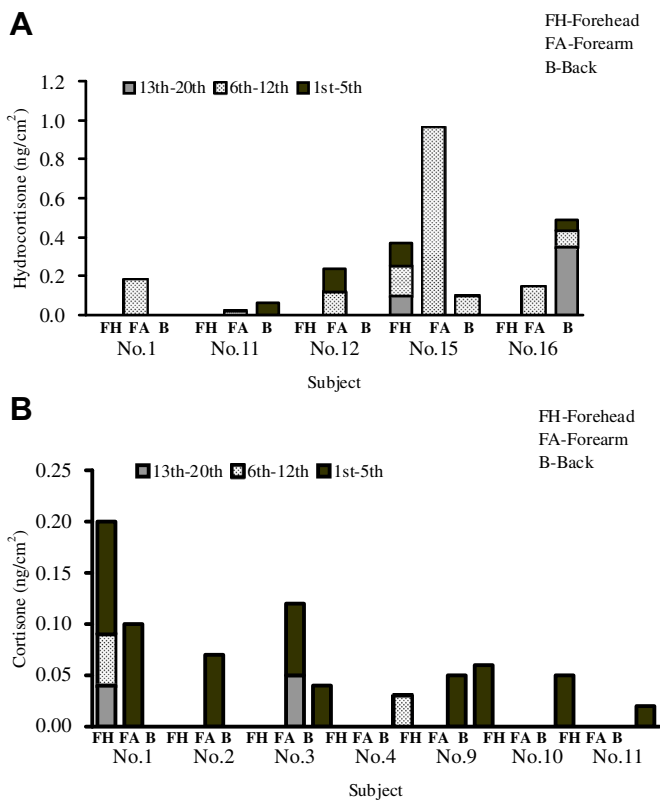 A
FH-Forehead
FA-Forearm
B-Back
13th-20th 6th-12th 1st-5th
Hydrocortisone (ng/cm²)
1.2
1.0
0.8
0.6
0.4
0.2
0.0
FH FA B FH FA B FH FA B FH FA B FH FA B
No.1 No.11 No.12 No.15 No.16
Subject
B
FH-Forehead
FA-Forearm
B-Back
13th-20th 6th-12th 1st-5th
Cortisone (ng/cm²)
0.25
0.20
0.15
0.10
0.05
0.00
FH FA B FH FA B FH FA B FH FA B FH FA B FH FA B FH FA B
No.1 No.2 No.3 No.4 No.9 No.10 No.11
Subject